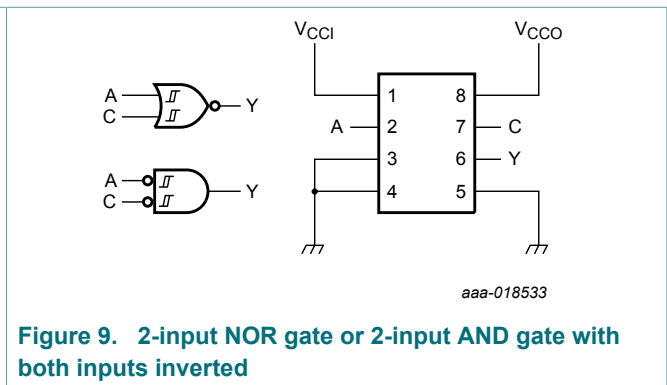 V_CCI V_CCO
A Y
C
1 8
A 2 7 C
3 6 Y
4 5
A Y
C
aaa-018533
Figure 9. 2-input NOR gate or 2-input AND gate with
both inputs inverted